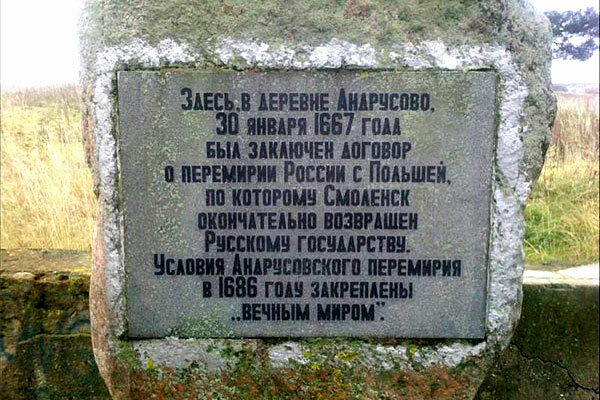 Здесь, в деревне Андрусово,
30 января 1667 года
был заключен договор
о перемирии России с Польшей,
по которому Смоленск
окончательно возвращен
Русскому государству.
Условия Андрусовского перемирия
в 1686 году закреплены
„вечным миром”.